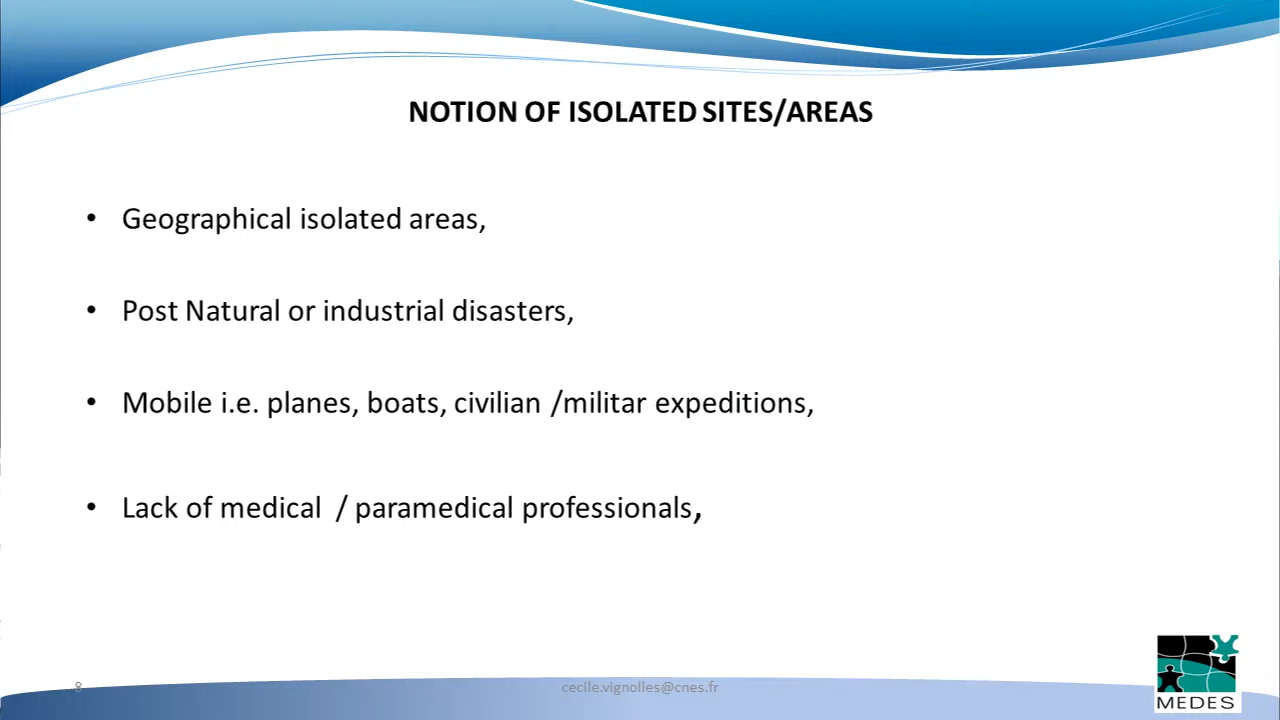 NOTION OF ISOLATED SITES/AREAS
• Geographical isolated areas,
• Post Natural or industrial disasters,
• Mobile i.e. planes, boats, civilian /militar expeditions,
• Lack of medical / paramedical professionals,
8
cecile.vignolles@cnes.fr
MEDES